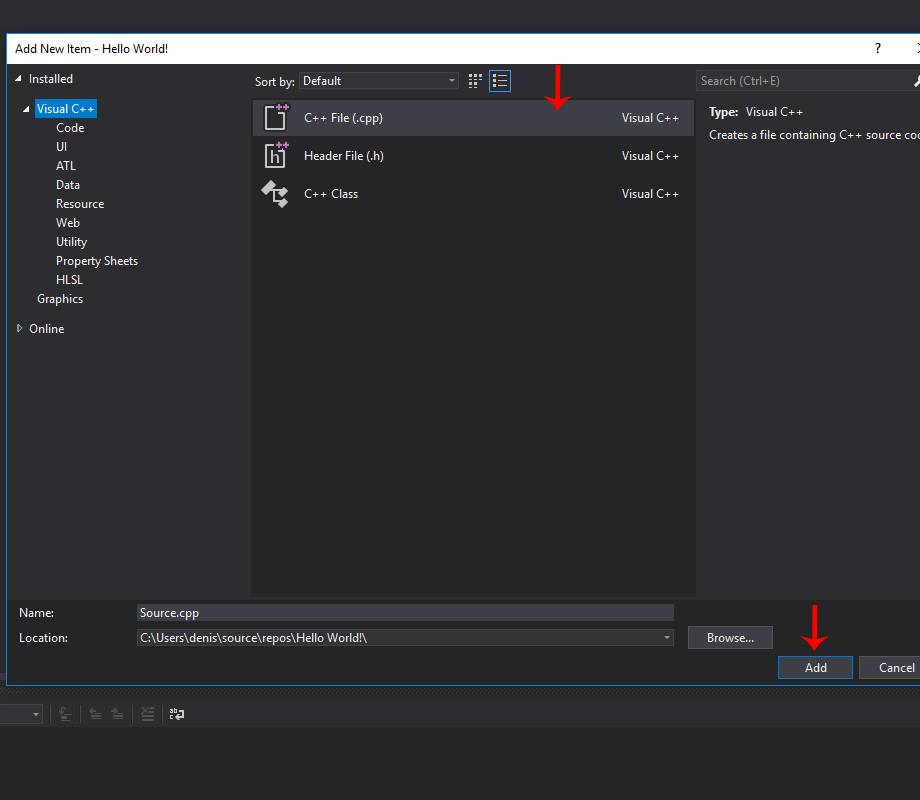 Add New Item - Hello World!
?
Installed
Sort by: Default
Search (Ctrl+E)
Visual C++
Code
UI
ATL
Data
Resource
Web
Utility
Property Sheets
HLSL
Graphics
Online
C++ File (.cpp) Visual C++
Header File (.h) Visual C++
C++ Class Visual C++
Type: Visual C++
Creates a file containing C++ source
Name: Source.cpp
Location: C:\Users\denis\source\repos\Hello World!\
Browse...
Add
Cancel